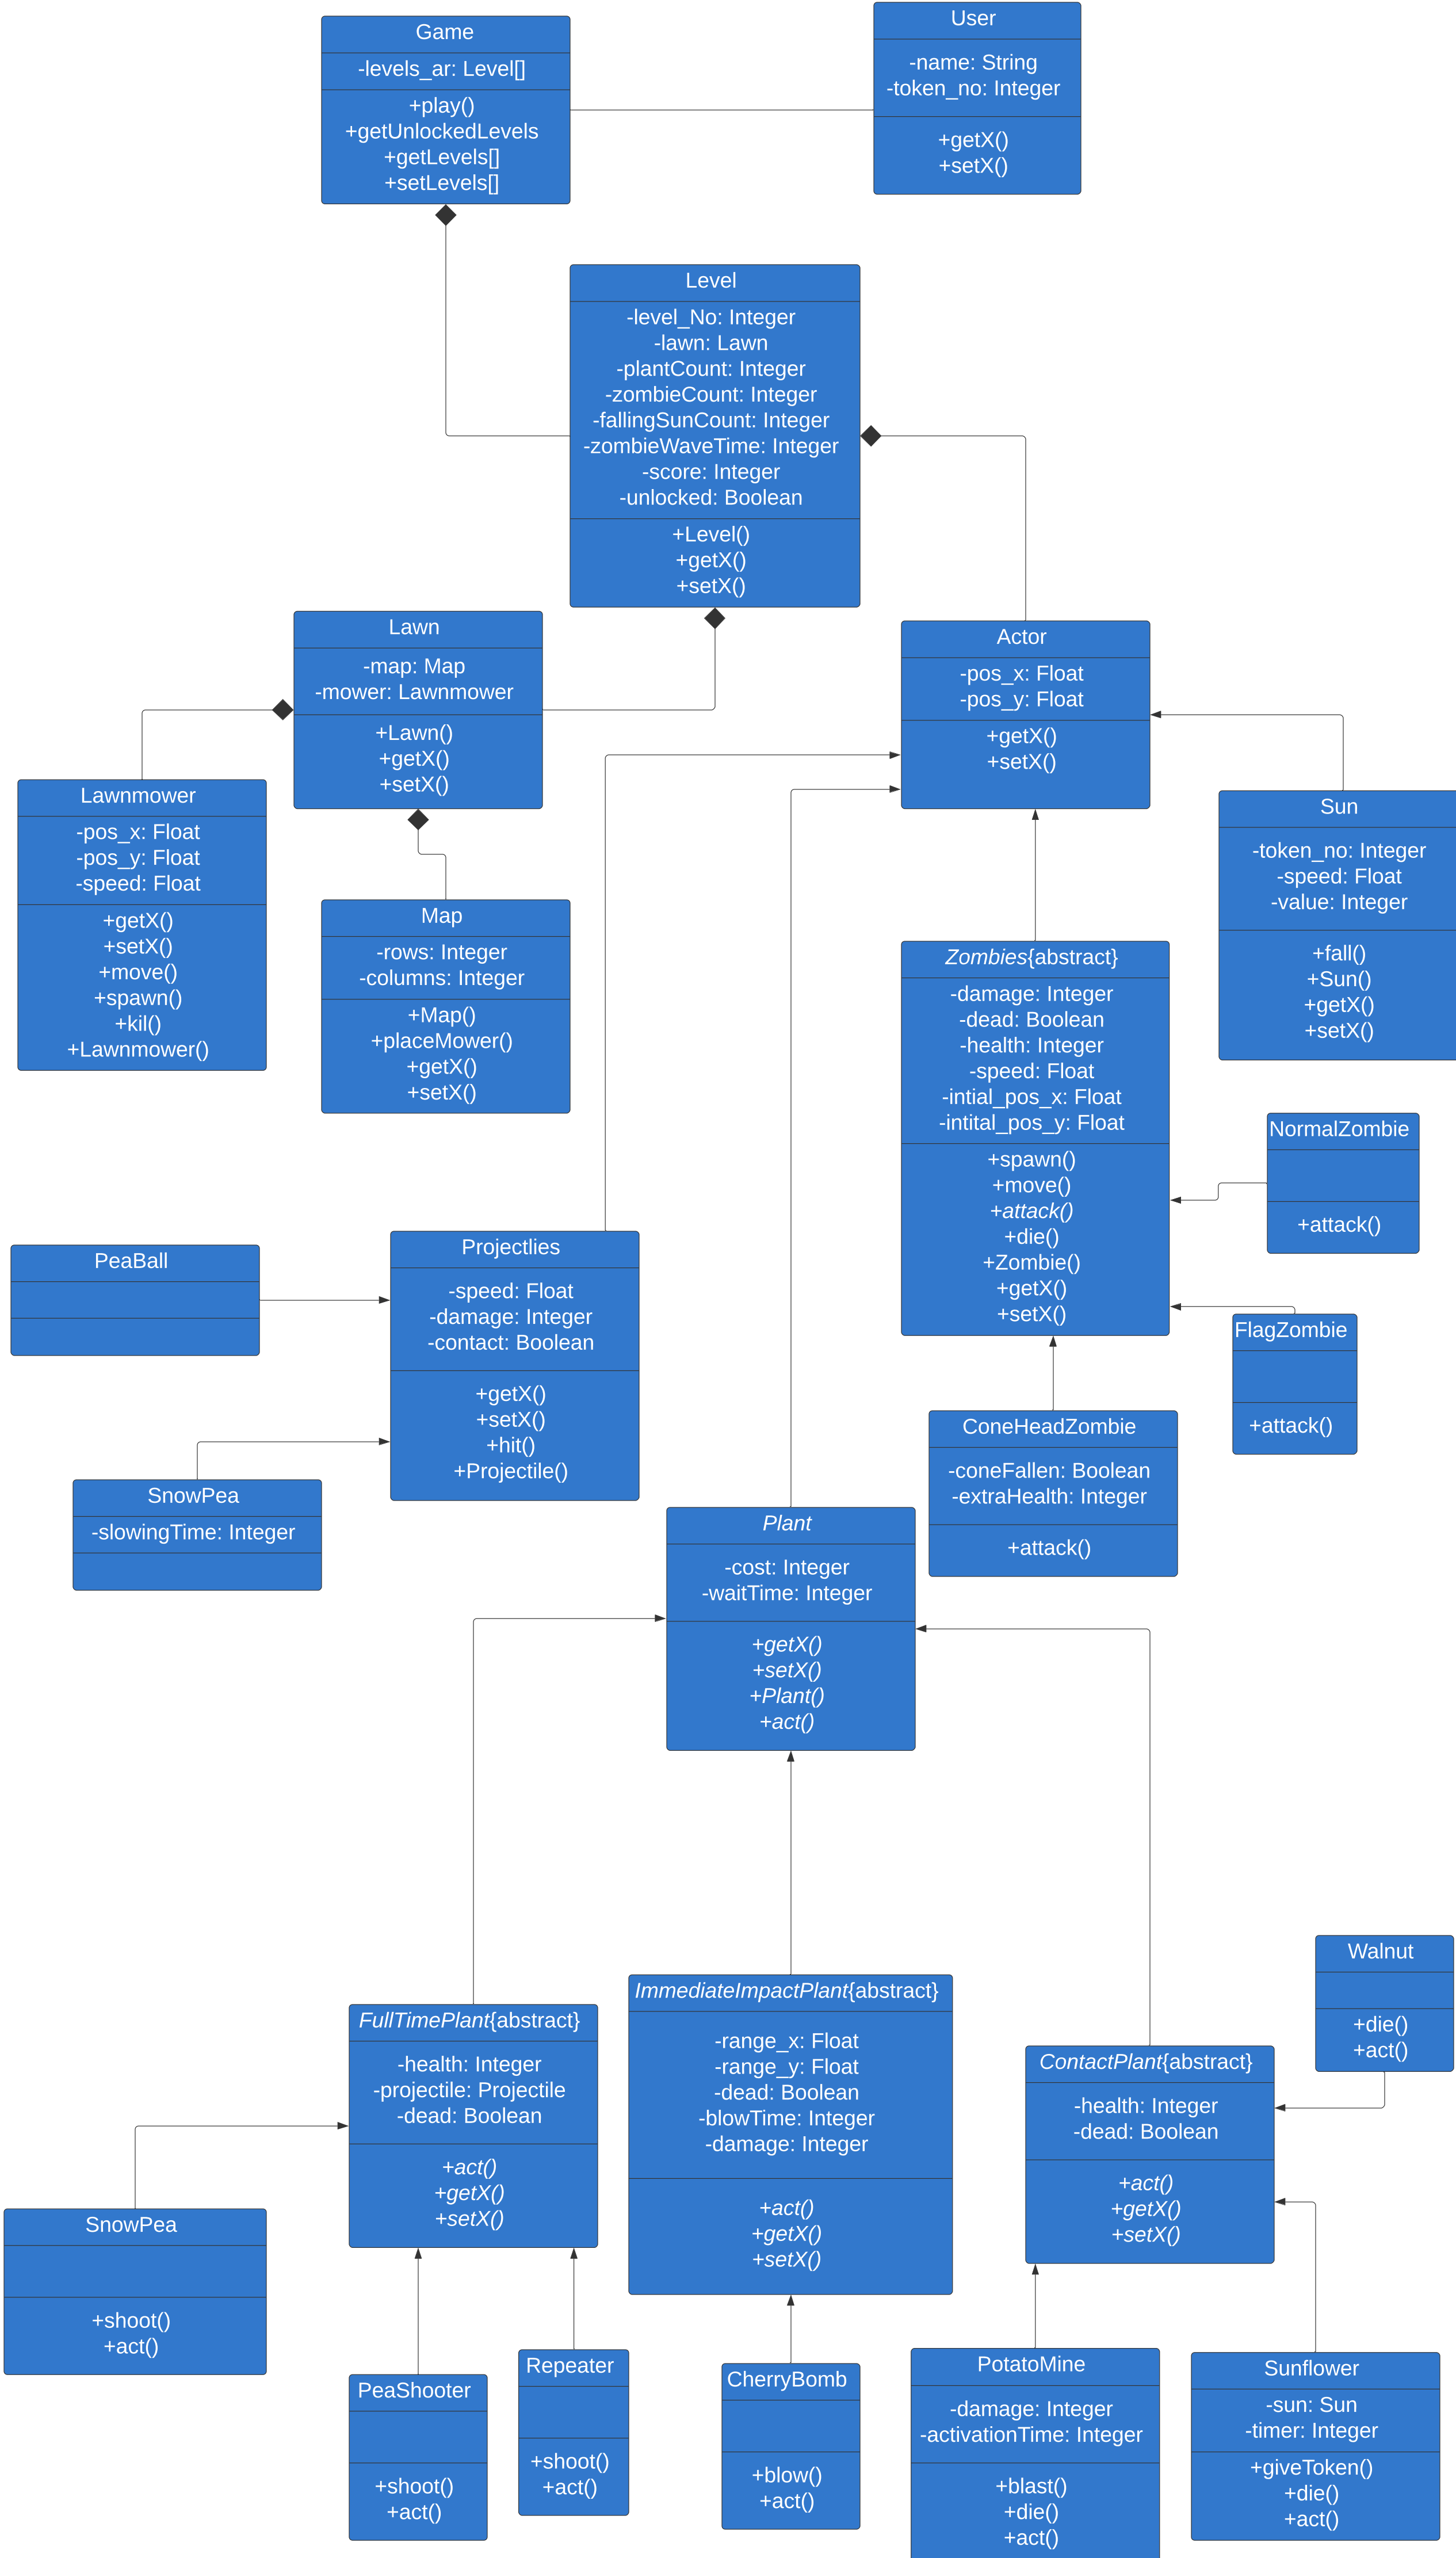 Game
-levels_ar: Level[]
+play()
+getUnlockedLevels
+getLevels[]
+setLevels[]
User
-name: String
-token_no: Integer
+getX()
+setX()
Level
-level_No: Integer
-lawn: Lawn
-plantCount: Integer
-zombieCount: Integer
-fallingSunCount: Integer
-zombieWaveTime: Integer
-score: Integer
-unlocked: Boolean
+Level()
+getX()
+setX()
Lawn
-map: Map
-mower: Lawnmower
+Lawn()
+getX()
+setX()
Actor
-pos_x: Float
-pos_y: Float
+getX()
+setX()
Lawnmower
-pos_x: Float
-pos_y: Float
-speed: Float
+getX()
+setX()
+move()
+spawn()
+kil()
+Lawnmower()
Map
-rows: Integer
-columns: Integer
+Map()
+placeMower()
+getX()
+setX()
Sun
-token_no: Integer
-speed: Float
-value: Integer
+fall()
+Sun()
+getX()
+setX()
Zombies{abstract}
-damage: Integer
-dead: Boolean
-health: Integer
-speed: Float
-intial_pos_x: Float
-intital_pos_y: Float
+spawn()
+move()
+attack()
+die()
+Zombie()
+getX()
+setX()
NormalZombie
+attack()
PeaBall
Projectlies
-speed: Float
-damage: Integer
-contact: Boolean
+getX()
+setX()
+hit()
+Projectile()
FlagZombie
+attack()
ConeHeadZombie
-coneFallen: Boolean
-extraHealth: Integer
+attack()
SnowPea
-slowingTime: Integer
Plant
-cost: Integer
-waitTime: Integer
+getX()
+setX()
+Plant()
+act()
Walnut
+die()
+act()
FullTimePlant{abstract}
-health: Integer
-projectile: Projectile
-dead: Boolean
+act()
+getX()
+setX()
ImmediateImpactPlant{abstract}
-range_x: Float
-range_y: Float
-dead: Boolean
-blowTime: Integer
-damage: Integer
+act()
+getX()
+setX()
ContactPlant{abstract}
-health: Integer
-dead: Boolean
+act()
+getX()
+setX()
SnowPea
+shoot()
+act()
PeaShooter
+shoot()
+act()
Repeater
+shoot()
+act()
CherryBomb
+blow()
+act()
PotatoMine
-damage: Integer
-activationTime: Integer
+blast()
+die()
+act()
Sunflower
-sun: Sun
-timer: Integer
+giveToken()
+die()
+act()